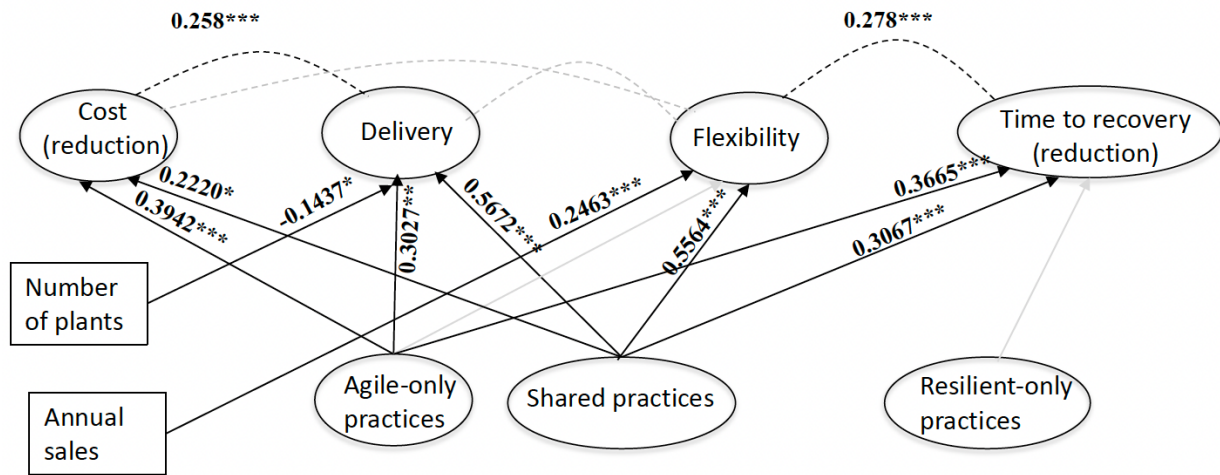 0.258***
0.278***
Cost
(reduction)
Delivery
Flexibility
Time to recovery
(reduction)
0.2220*
0.3942***
-0.1437*
0.3027**
0.5672***
0.2463***
0.5564***
0.3665***
0.3067***
Number
of plants
Annual
sales
Agile-only
practices
Shared practices
Resilient-only
practices